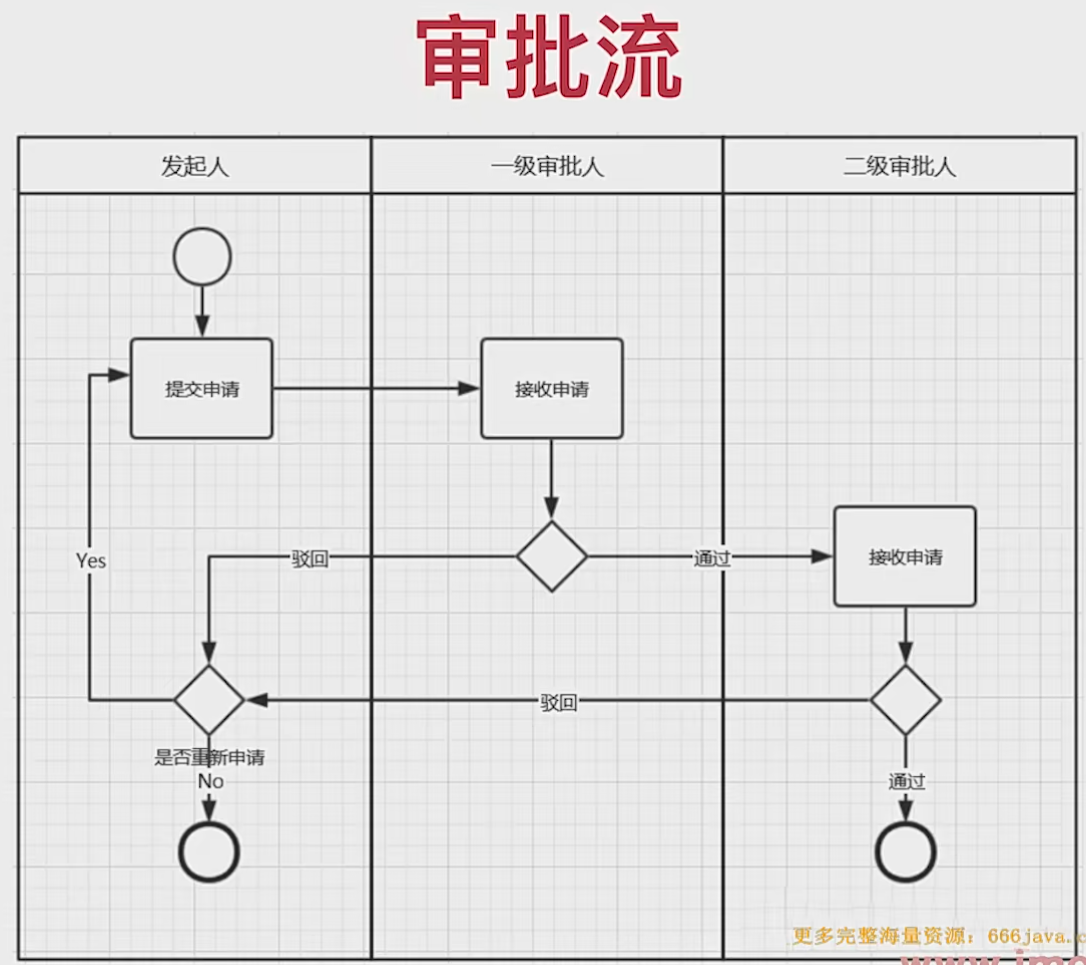 审批流
发起人
一级审批人
二级审批人
提交申请
接收申请
Yes
驳回
通过
接收申请
驳回
是否重新申请
No
通过
更多完整海量资源：666java.c